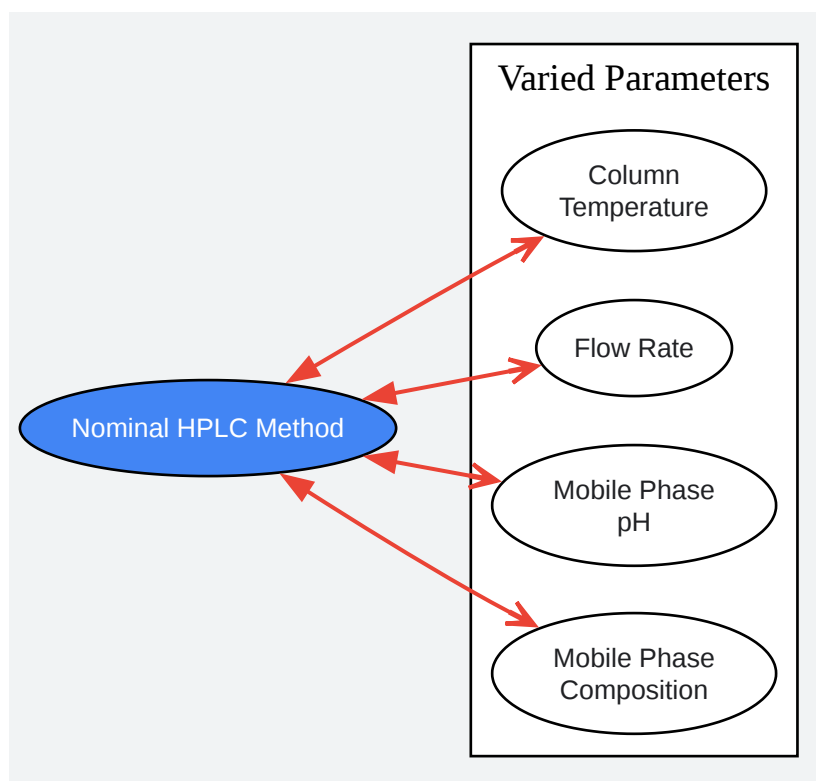 Varied Parameters
Column
Temperature
Flow Rate
Nominal HPLC Method
Mobile Phase
pH
Mobile Phase
Composition